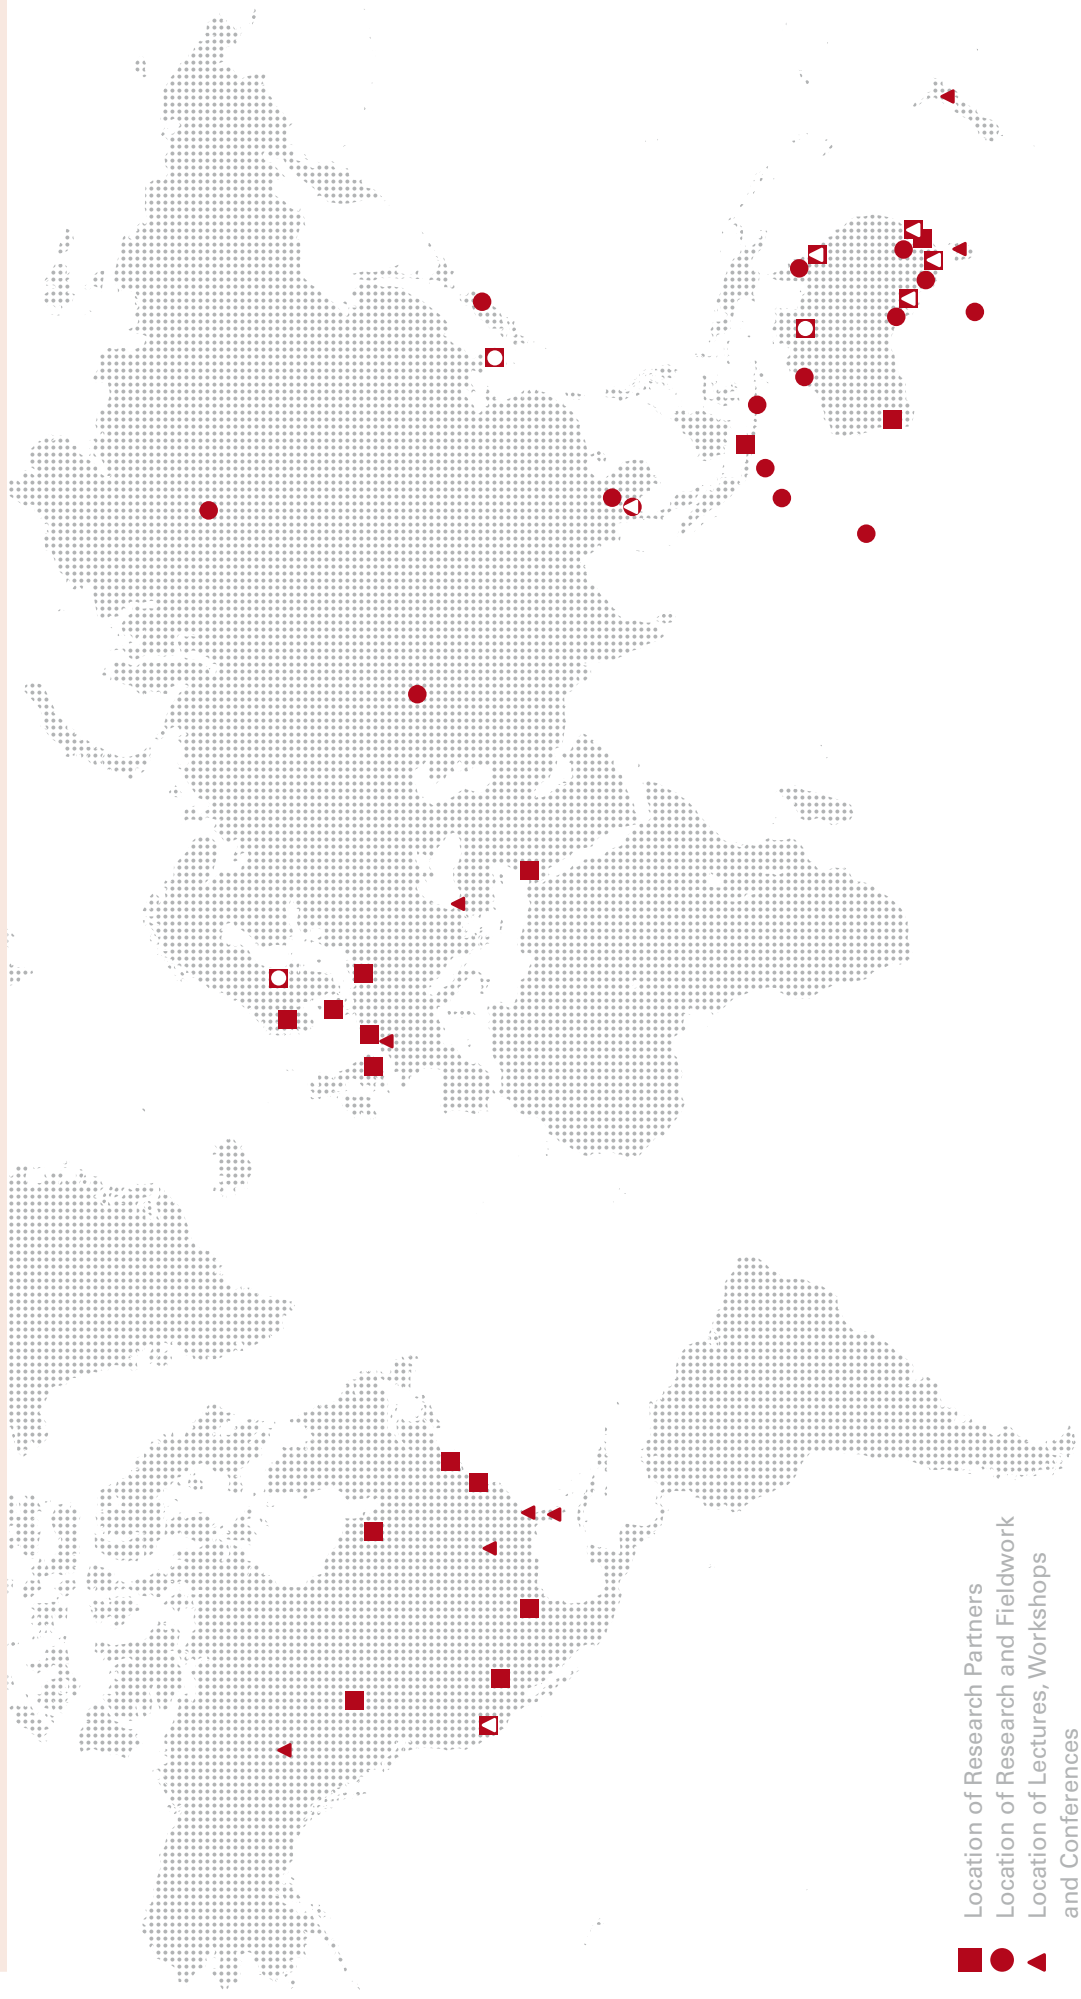 Location of Research Partners
Location of Research and Fieldwork
Location of Lectures, Workshops
and Conferences